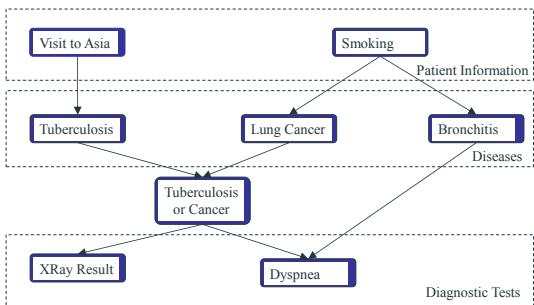 Visit to Asia
Smoking
Patient Information
Tuberculosis
Lung Cancer
Bronchitis
Diseases
Tuberculosis
or Cancer
XRay Result
Dyspnea
Diagnostic Tests